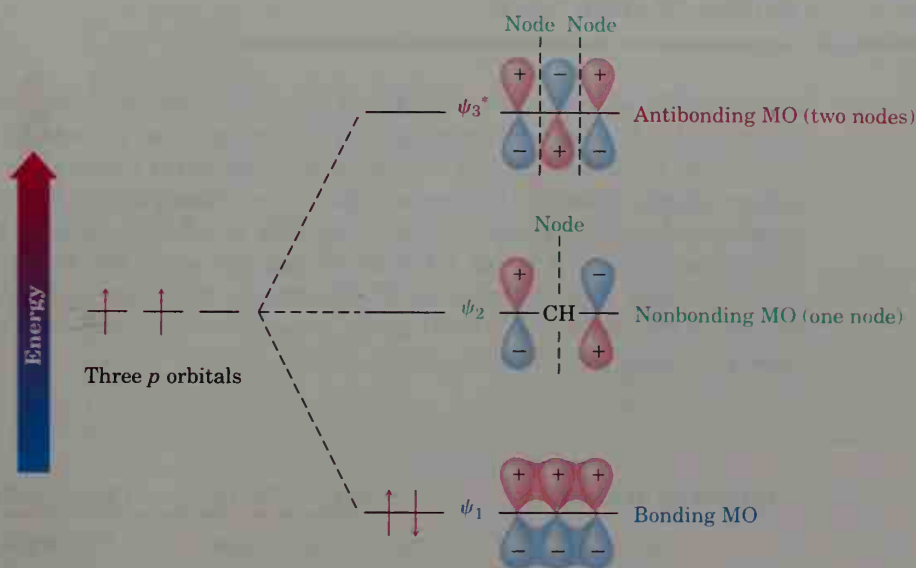 Node Node
+ − +
ψ3* Antibonding MO (two nodes)
− + −
Node
+ −
ψ2 CH Nonbonding MO (one node)
− +
Energy
Three p orbitals
+ + +
ψ1 Bonding MO
− − −